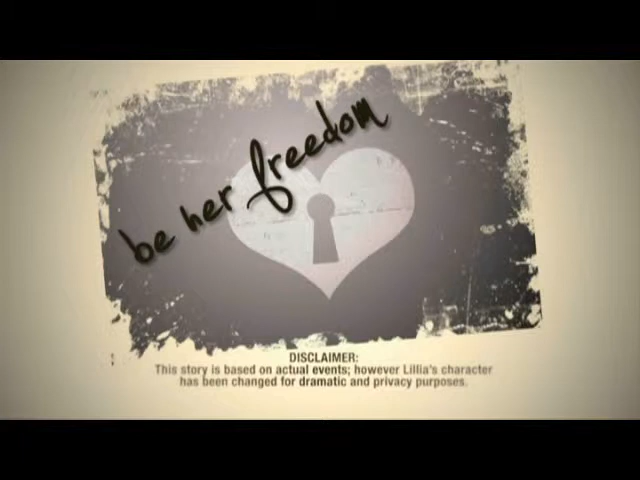 be her freedom
DISCLAIMER:
This story is based on actual events; however Lillia's character
has been changed for dramatic and privacy purposes.